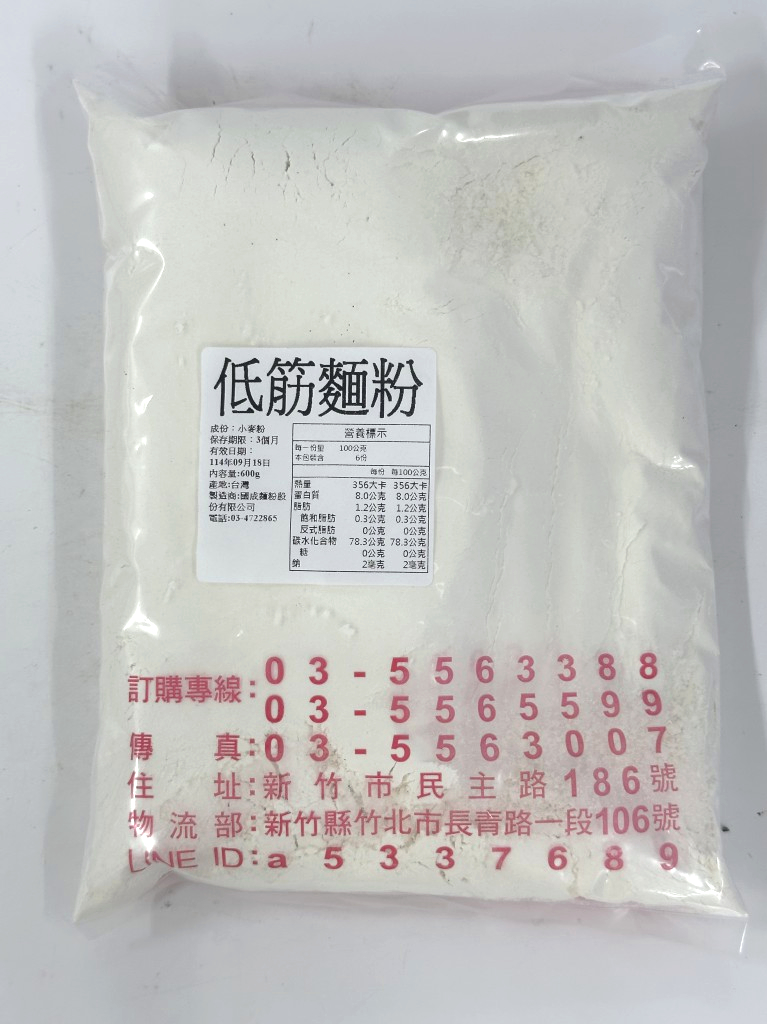 低筋麵粉
成份：小麥粉
保存期限：3個月
有效日期：
114年09月18日
內容量:600g
產地:台灣
製造商:國成麵粉股
份有限公司
電話:03-4722865
營養標示
每一份量 100公克
本包裝含 6份
每份 每100公克
熱量 356大卡 356大卡
蛋白質 8.0公克 8.0公克
脂肪 1.2公克 1.2公克
飽和脂肪 0.3公克 0.3公克
反式脂肪 0公克 0公克
碳水化合物 78.3公克 78.3公克
糖 0公克 0公克
鈉 2毫克 2毫克
訂購專線:03-5563388
03-5565599
傳真:03-5563007
住址:新竹市民主路186號
物流部:新竹縣竹北市長青路一段106號
LINE ID:a5337689